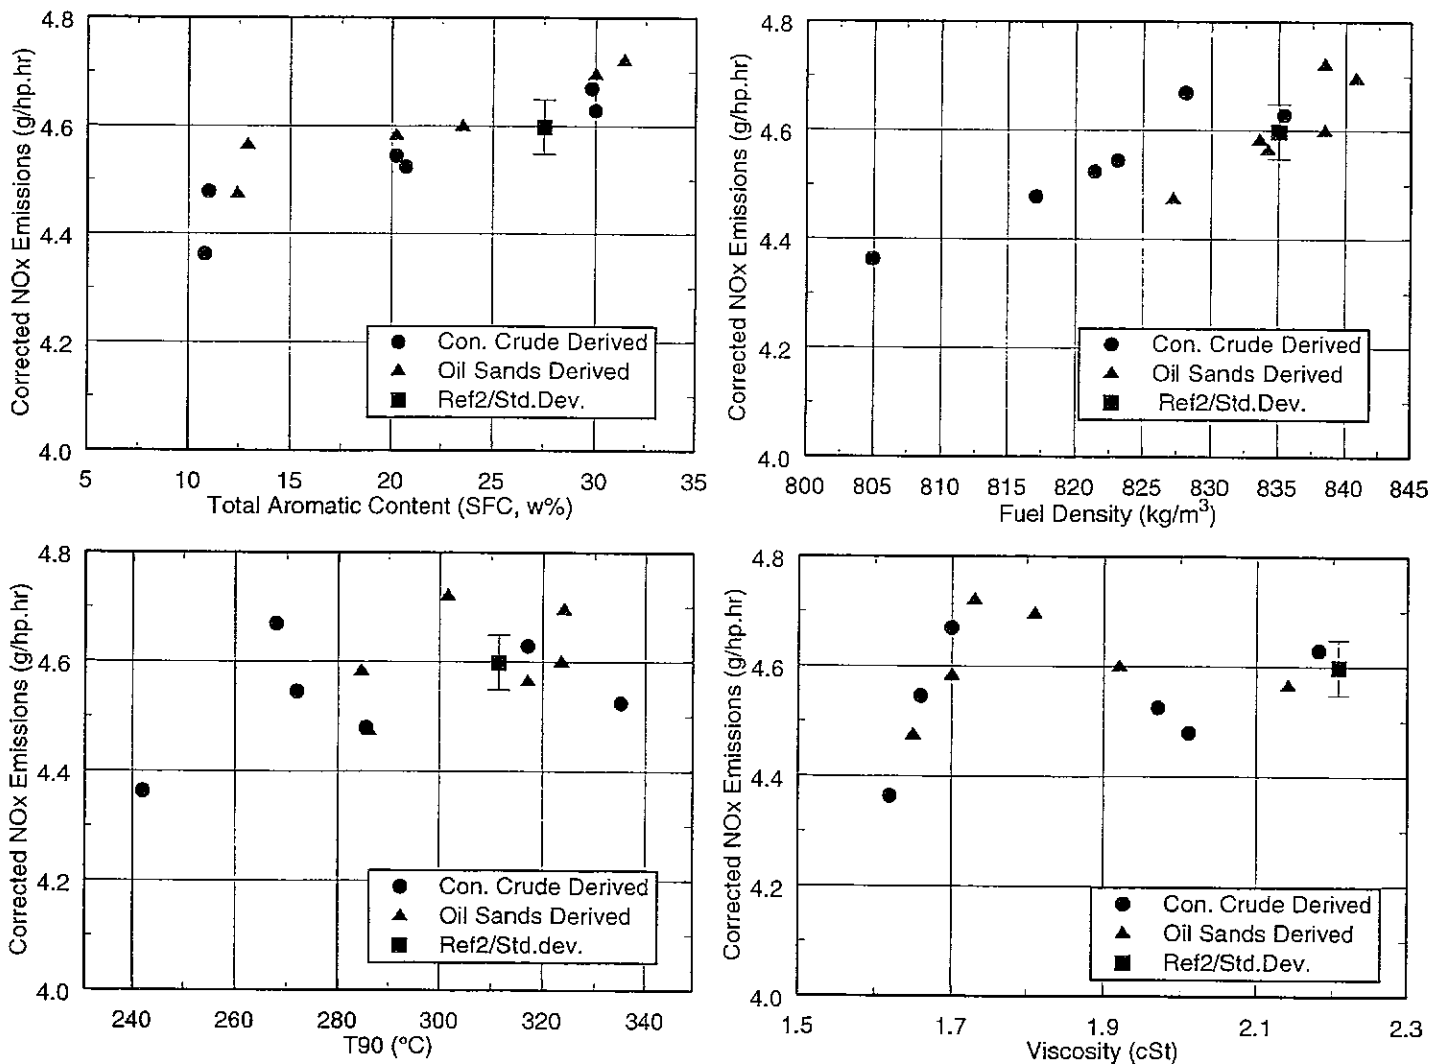 Corrected NOx Emissions (g/hp.hr)
4.8
4.6
4.4
4.2
4.0
5 10 15 20 25 30 35
Total Aromatic Content (SFC, w%)
Con. Crude Derived
Oil Sands Derived
Ref2/Std.Dev.
Corrected NOx Emissions (g/hp.hr)
4.8
4.6
4.4
4.2
4.0
800 805 810 815 820 825 830 835 840 845
Fuel Density (kg/m³)
Con. Crude Derived
Oil Sands Derived
Ref2/Std.Dev.
Corrected NOx Emissions (g/hp.hr)
4.8
4.6
4.4
4.2
4.0
240 260 280 300 320 340
T90 (°C)
Con. Crude Derived
Oil Sands Derived
Ref2/Std.dev.
Corrected NOx Emissions (g/hp.hr)
4.8
4.6
4.4
4.2
4.0
1.5 1.7 1.9 2.1 2.3
Viscosity (cSt)
Con. Crude Derived
Oil Sands Derived
Ref2/Std.Dev.